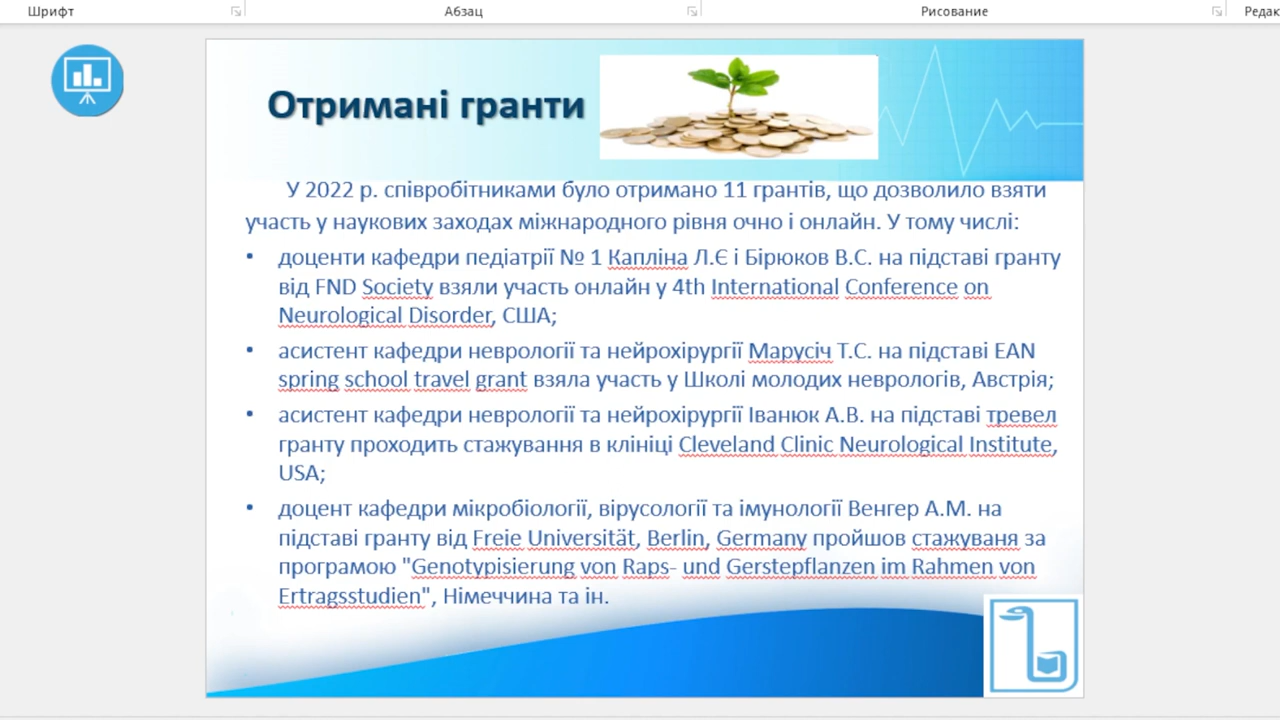 Шрифт Абзац Рисование Редак
Отримані гранти
У 2022 р. співробітниками було отримано 11 грантів, що дозволило взяти
участь у наукових заходах міжнародного рівня очно і онлайн. У тому числі:
• доценти кафедри педіатрії № 1 Капліна Л.Є і Бірюков В.С. на підставі гранту
від FND Society взяли участь онлайн у 4th International Conference on
Neurological Disorder, США;
• асистент кафедри неврології та нейрохірургії Марусіч Т.С. на підставі EAN
spring school travel grant взяла участь у Школі молодих неврологів, Австрія;
• асистент кафедри неврології та нейрохірургії Іванюк А.В. на підставі тревел
гранту проходить стажування в клініці Cleveland Clinic Neurological Institute,
USA;
• доцент кафедри мікробіології, вірусології та імунології Венгер А.М. на
підставі гранту від Freie Universität, Berlin, Germany пройшов стажуваня за
програмою "Genotypisierung von Raps- und Gerstepflanzen im Rahmen von
Ertragsstudien", Німеччина та ін.